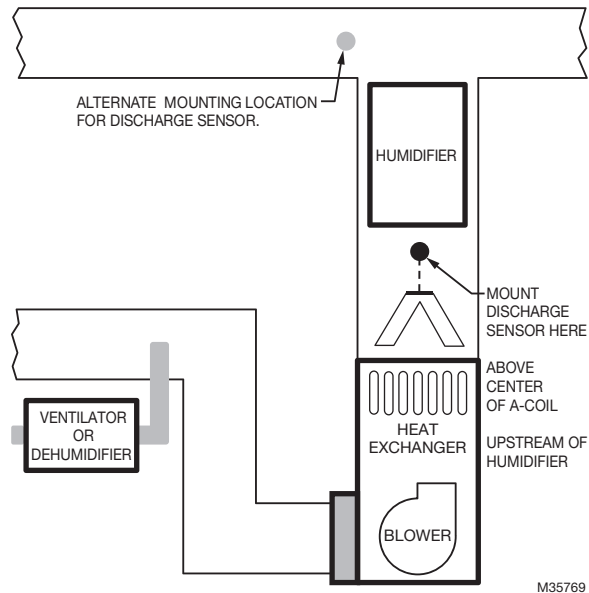 ALTERNATE MOUNTING LOCATION
FOR DISCHARGE SENSOR.
HUMIDIFIER
MOUNT
DISCHARGE
SENSOR HERE
ABOVE
CENTER
OF A-COIL
UPSTREAM OF
HUMIDIFIER
HEAT
EXCHANGER
VENTILATOR
OR
DEHUMIDIFIER
BLOWER
M35769